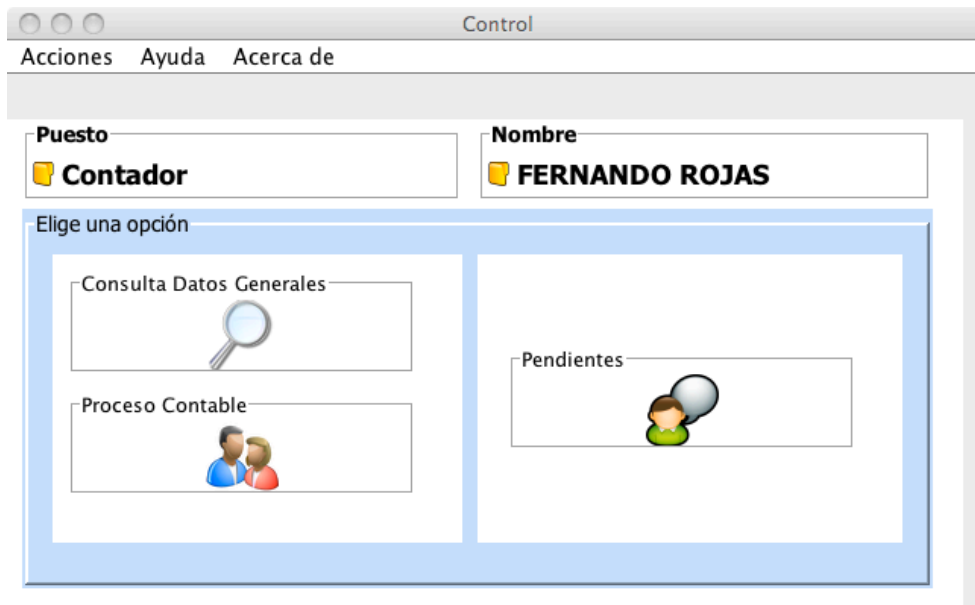 Control
Acciones Ayuda Acerca de
Puesto
Contador
Nombre
FERNANDO ROJAS
Elige una opción
Consulta Datos Generales
Proceso Contable
Pendientes